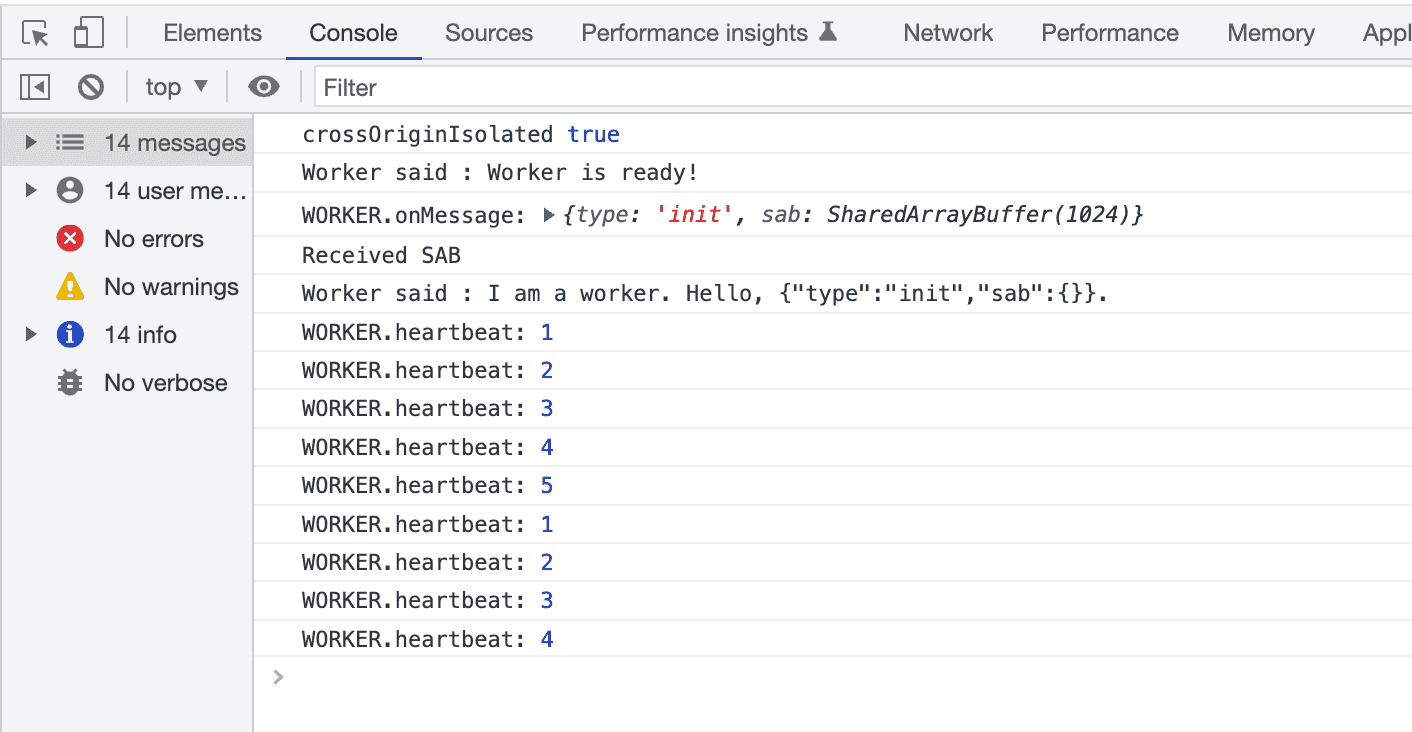 Elements Console Sources Performance insights Network Performance Memory Appl
top Filter
14 messages
14 user me…
No errors
No warnings
14 info
No verbose
crossOriginIsolated true
Worker said : Worker is ready!
WORKER.onMessage: {type: 'init', sab: SharedArrayBuffer(1024)}
Received SAB
Worker said : I am a worker. Hello, {"type":"init","sab":{}}.
WORKER.heartbeat: 1
WORKER.heartbeat: 2
WORKER.heartbeat: 3
WORKER.heartbeat: 4
WORKER.heartbeat: 5
WORKER.heartbeat: 1
WORKER.heartbeat: 2
WORKER.heartbeat: 3
WORKER.heartbeat: 4